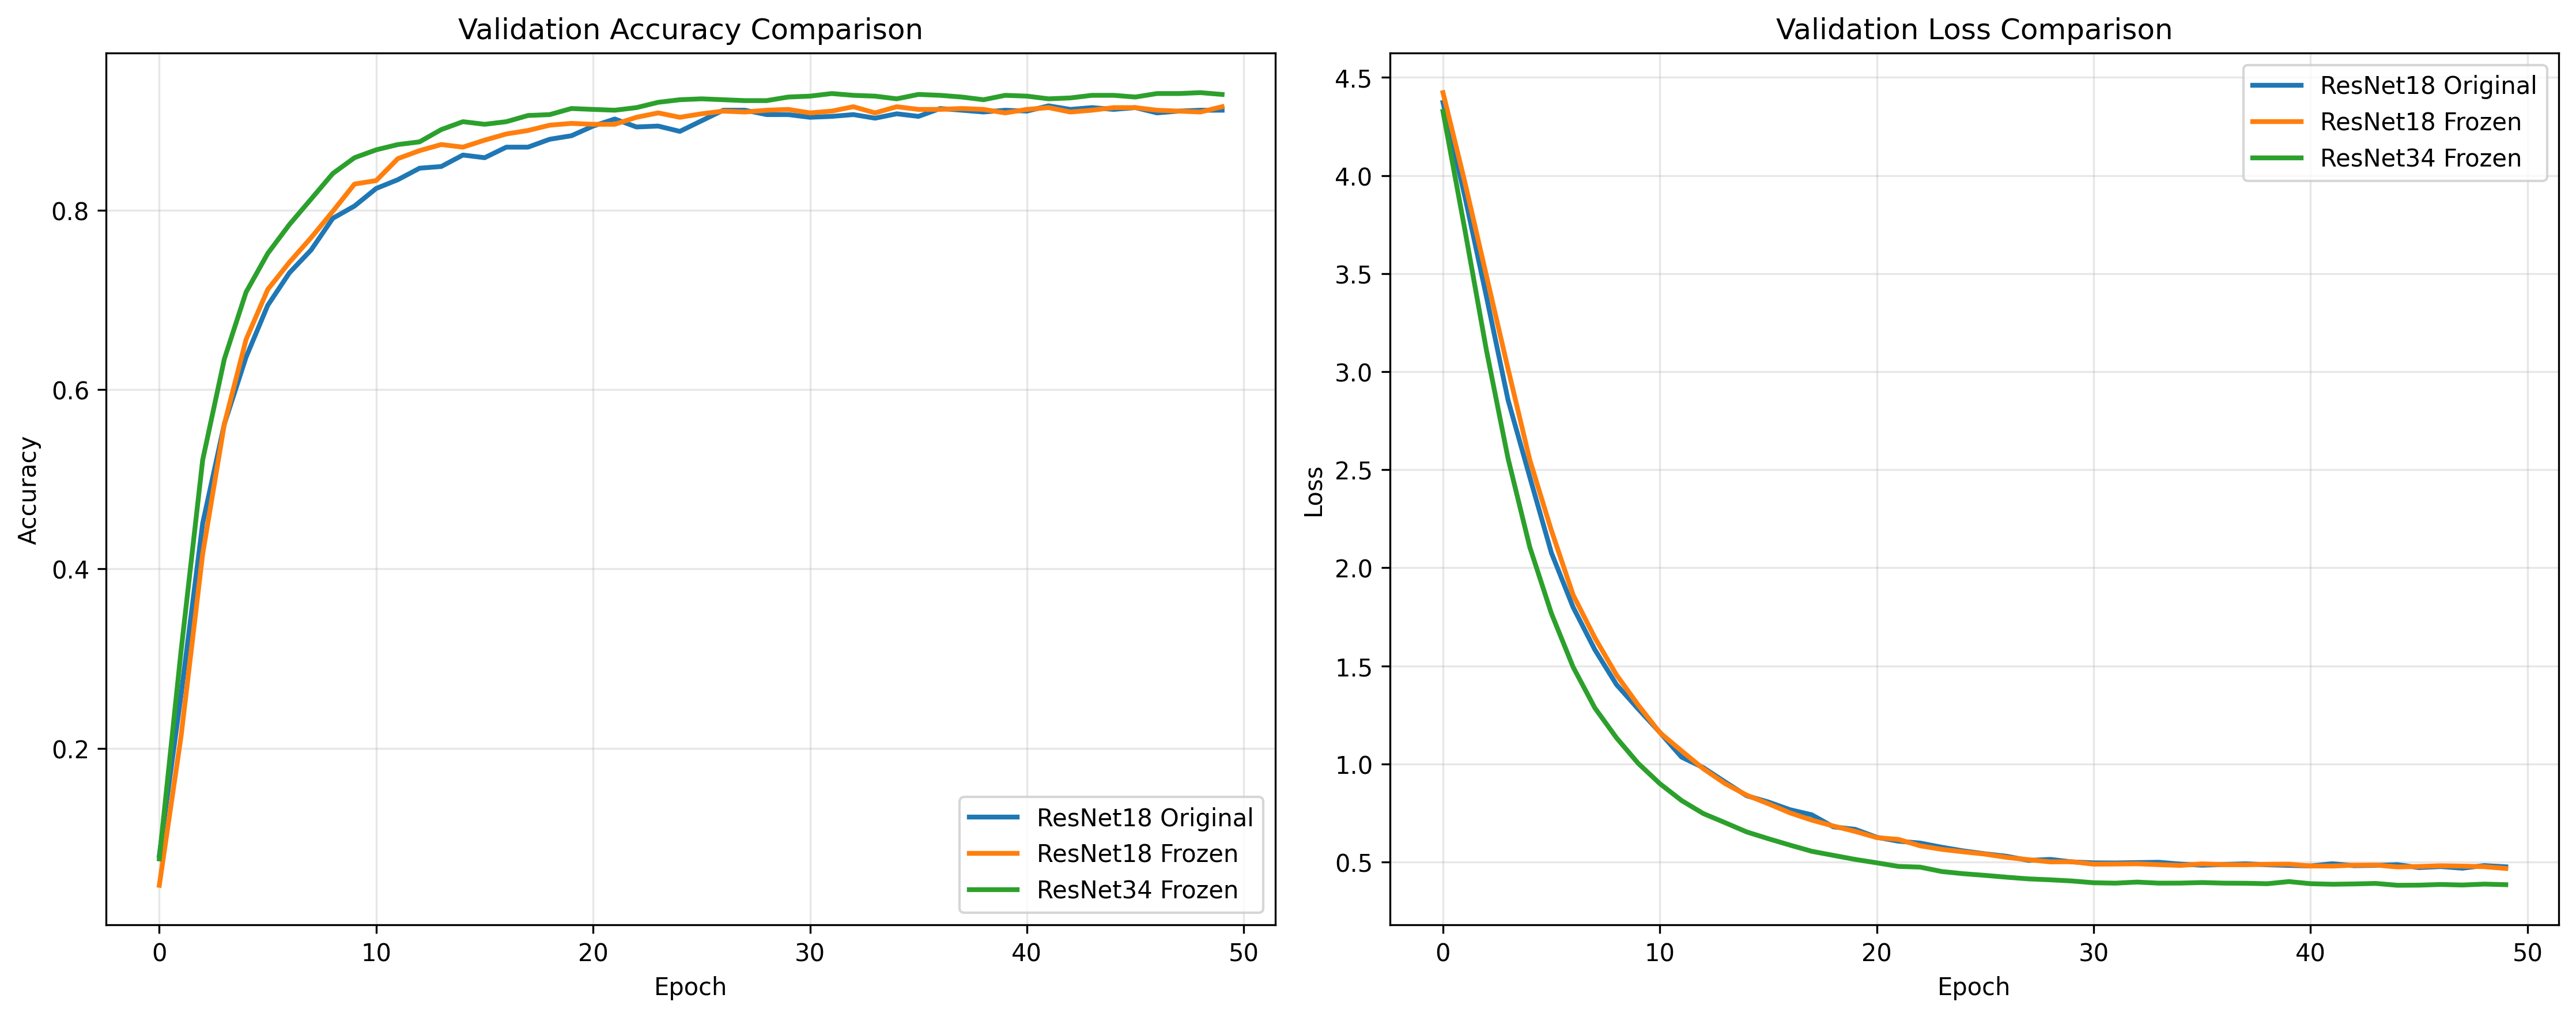 Validation Accuracy Comparison
Accuracy
0.8
0.6
0.4
0.2
0 10 20 30 40 50
Epoch
ResNet18 Original
ResNet18 Frozen
ResNet34 Frozen
Validation Loss Comparison
Loss
4.5
4.0
3.5
3.0
2.5
2.0
1.5
1.0
0.5
0 10 20 30 40 50
Epoch
ResNet18 Original
ResNet18 Frozen
ResNet34 Frozen